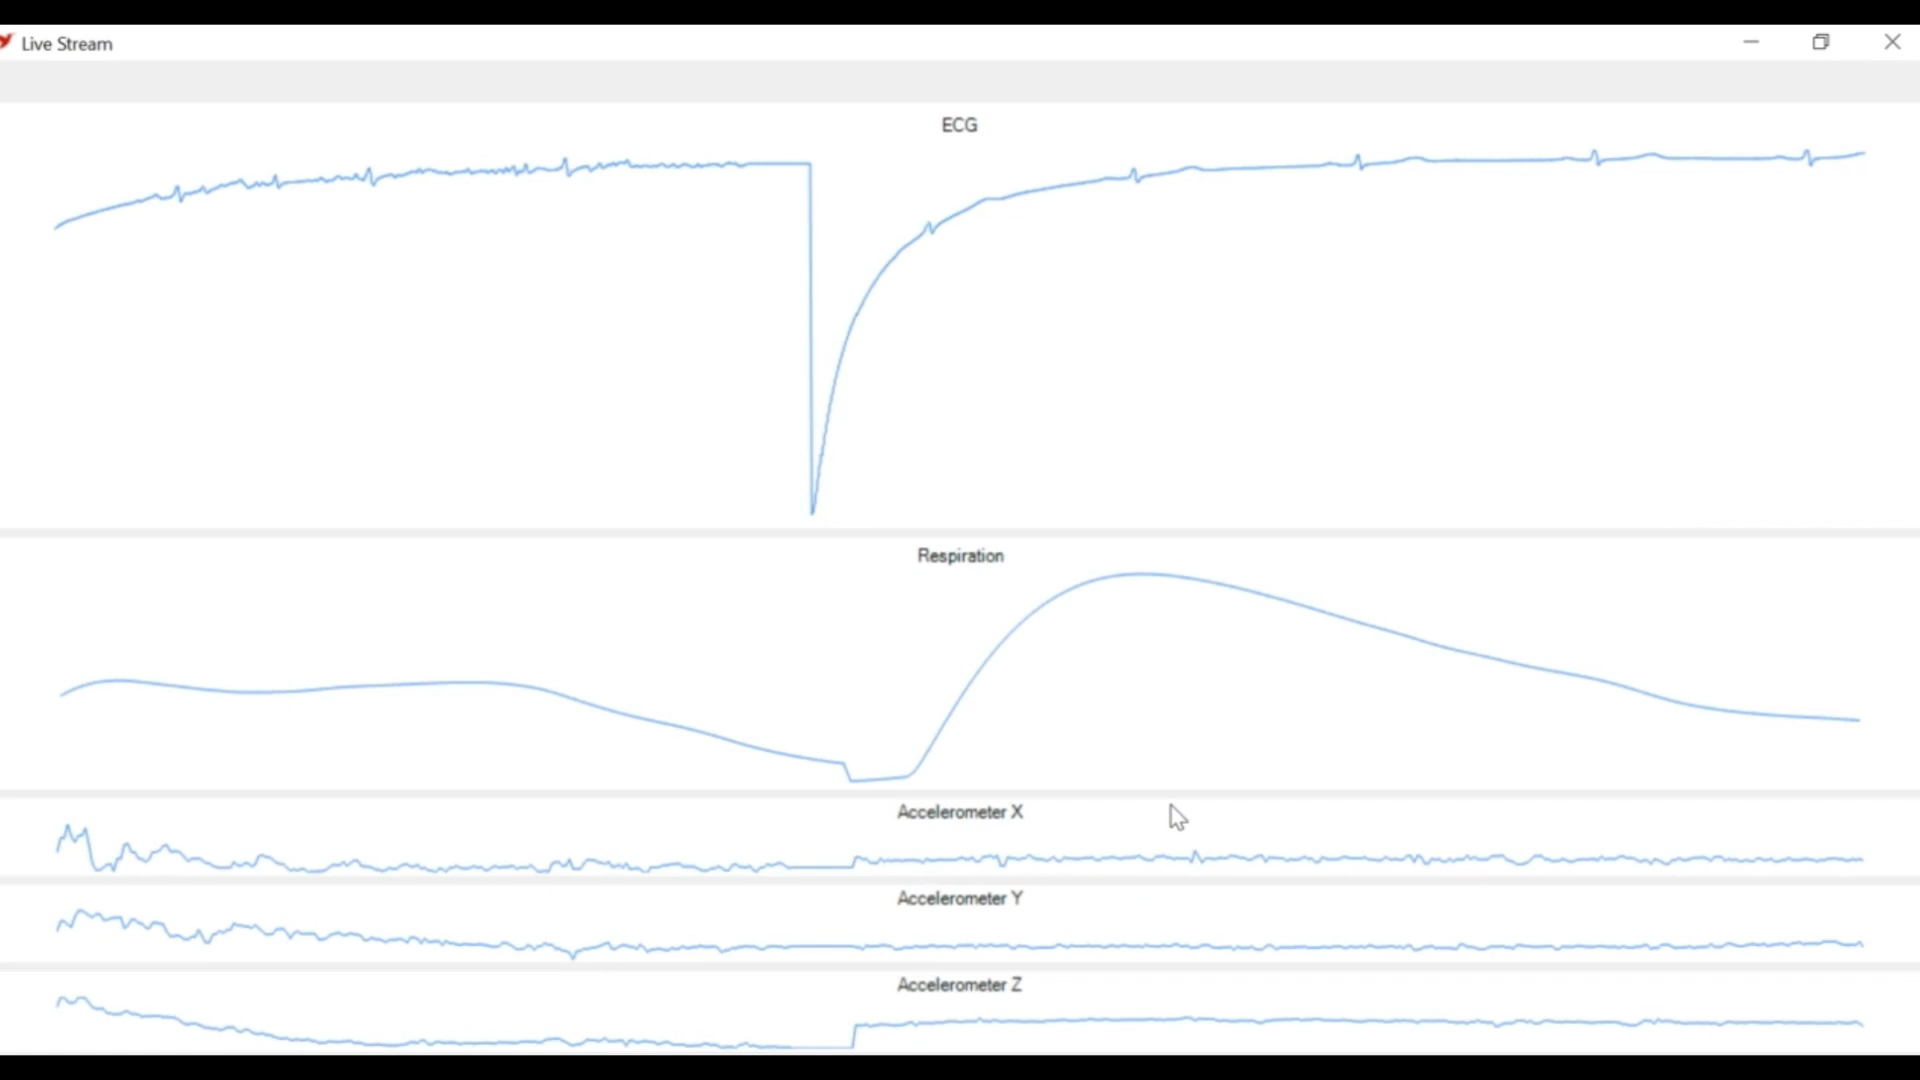 Live Stream
ECG
Respiration
Accelerometer X
Accelerometer Y
Accelerometer Z